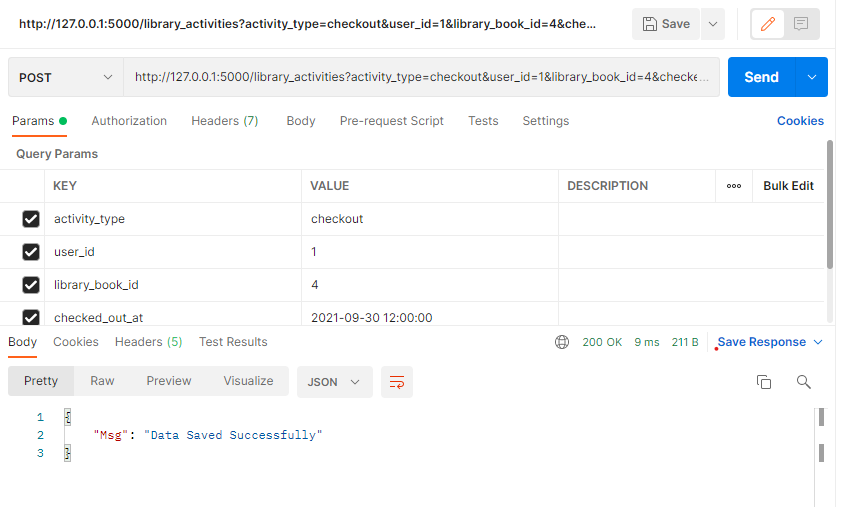 http://127.0.0.1:5000/library_activities?activity_type=checkout&user_id=1&library_book_id=4&che... Save
POST http://127.0.0.1:5000/library_activities?activity_type=checkout&user_id=1&library_book_id=4&checke... Send
Params Authorization Headers (7) Body Pre-request Script Tests Settings Cookies
Query Params
KEY VALUE DESCRIPTION ooo Bulk Edit
activity_type checkout
user_id 1
library_book_id 4
checked_out_at 2021-09-30 12:00:00
Body Cookies Headers (5) Test Results 200 OK 9 ms 211 B Save Response
Pretty Raw Preview Visualize JSON
1 {
2 "Msg": "Data Saved Successfully"
3 }